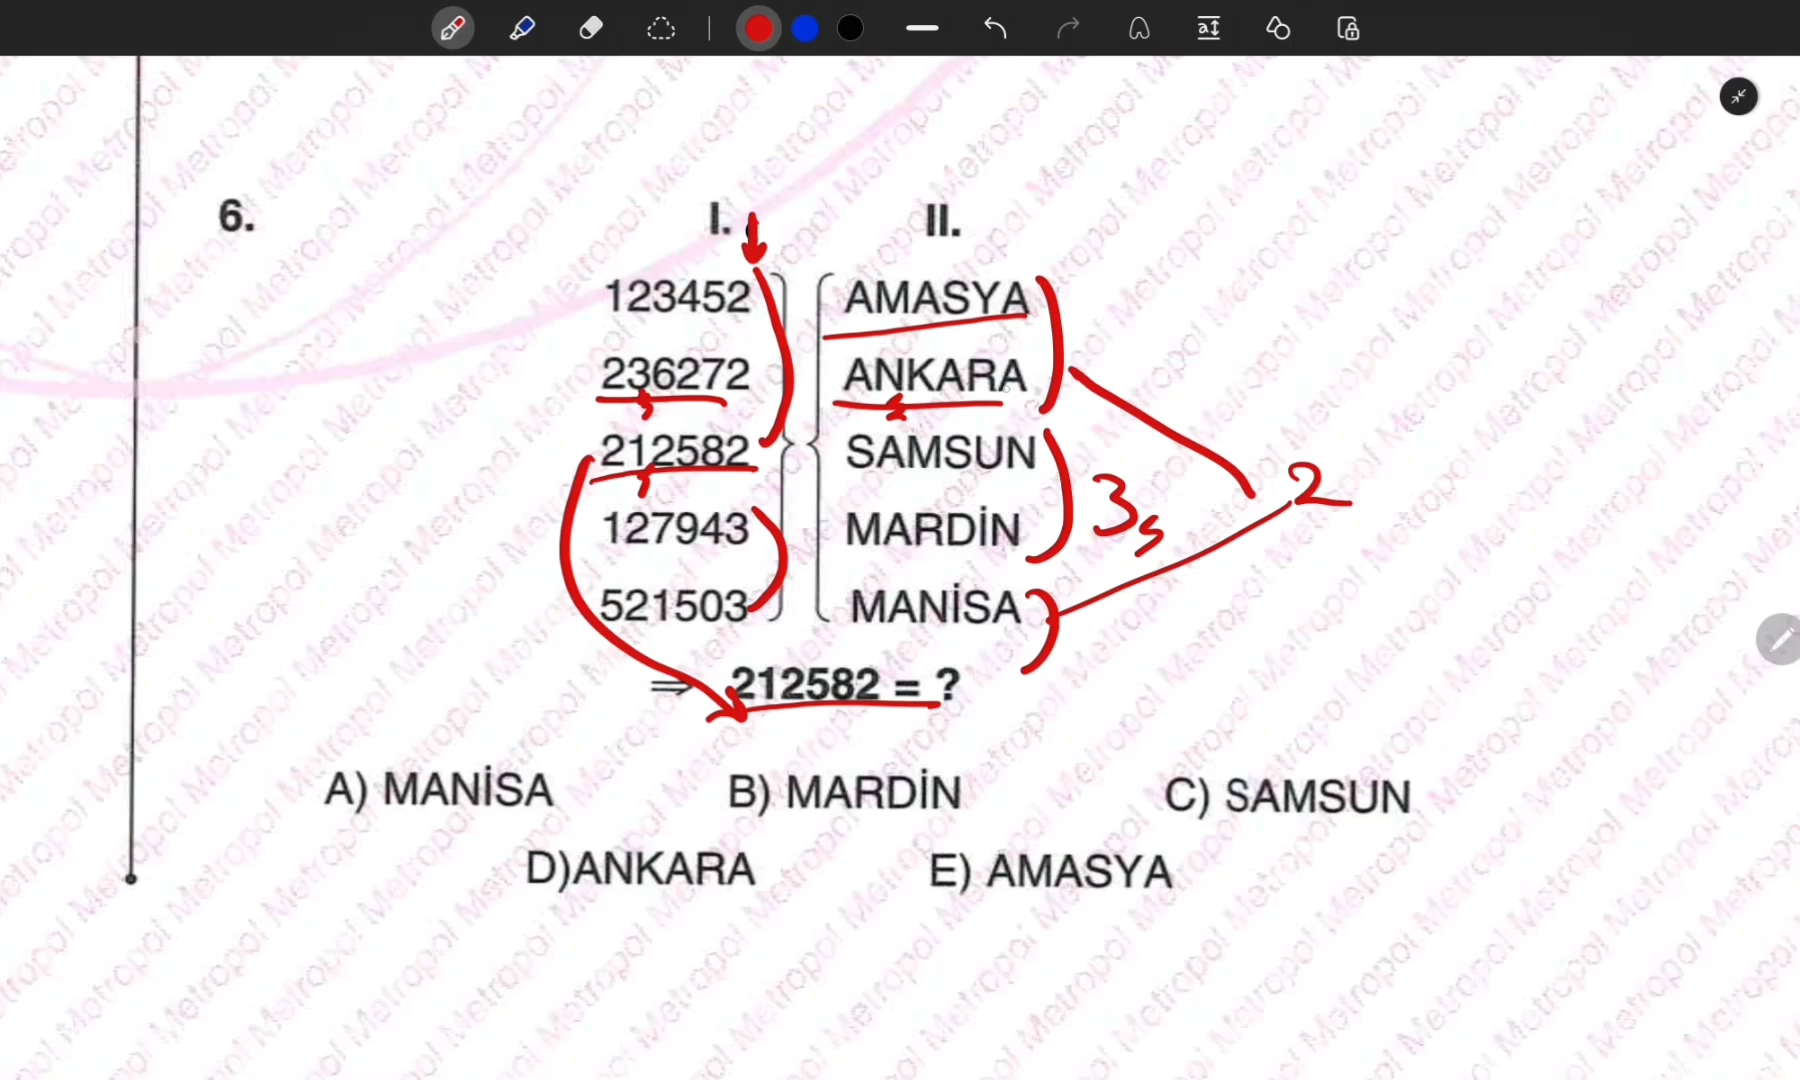 6.
I. II.
123452 AMASYA
236272 ANKARA
212582 SAMSUN
127943 MARDİN
521503 MANİSA
3
2
⇒ 212582 = ?
A) MANİSA B) MARDİN C) SAMSUN
D)ANKARA E) AMASYA
Metropol